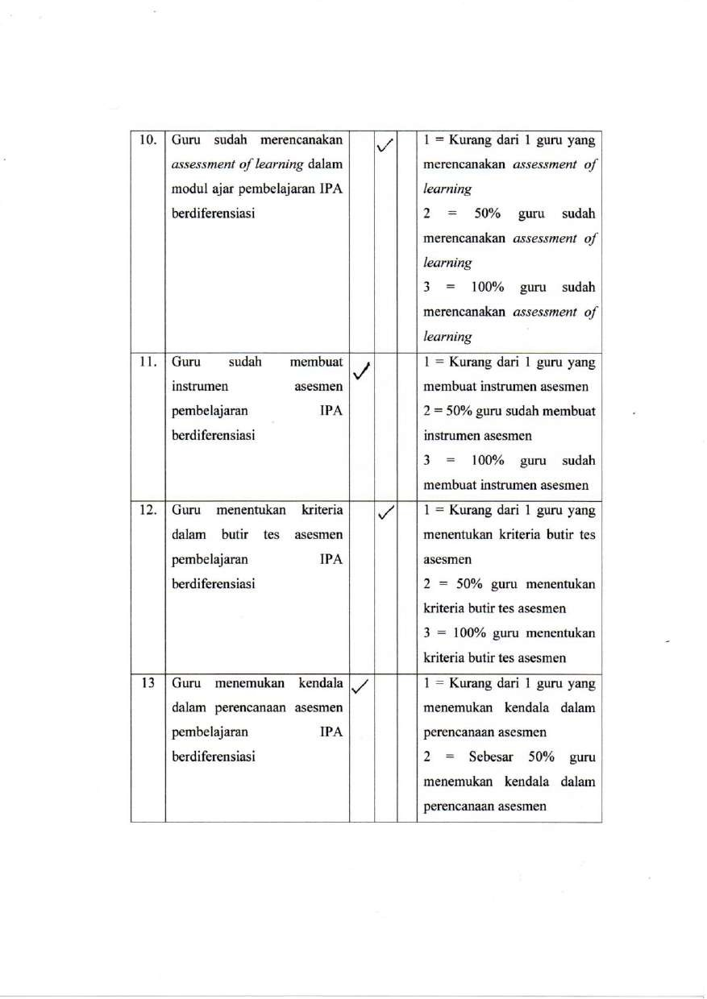 10. Guru sudah merencanakan
assessment of learning dalam
modul ajar pembelajaran IPA
berdiferensiasi
✓
1 = Kurang dari 1 guru yang
merencanakan assessment of
learning
2 = 50% guru sudah
merencanakan assessment of
learning
3 = 100% guru sudah
merencanakan assessment of
learning
11. Guru sudah membuat
instrumen asesmen
pembelajaran IPA
berdiferensiasi
✓
1 = Kurang dari 1 guru yang
membuat instrumen asesmen
2 = 50% guru sudah membuat
instrumen asesmen
3 = 100% guru sudah
membuat instrumen asesmen
12. Guru menentukan kriteria
dalam butir tes asesmen
pembelajaran IPA
berdiferensiasi
✓
1 = Kurang dari 1 guru yang
menentukan kriteria butir tes
asesmen
2 = 50% guru menentukan
kriteria butir tes asesmen
3 = 100% guru menentukan
kriteria butir tes asesmen
13 Guru menemukan kendala
dalam perencanaan asesmen
pembelajaran IPA
berdiferensiasi
✓
1 = Kurang dari 1 guru yang
menemukan kendala dalam
perencanaan asesmen
2 = Sebesar 50% guru
menemukan kendala dalam
perencanaan asesmen